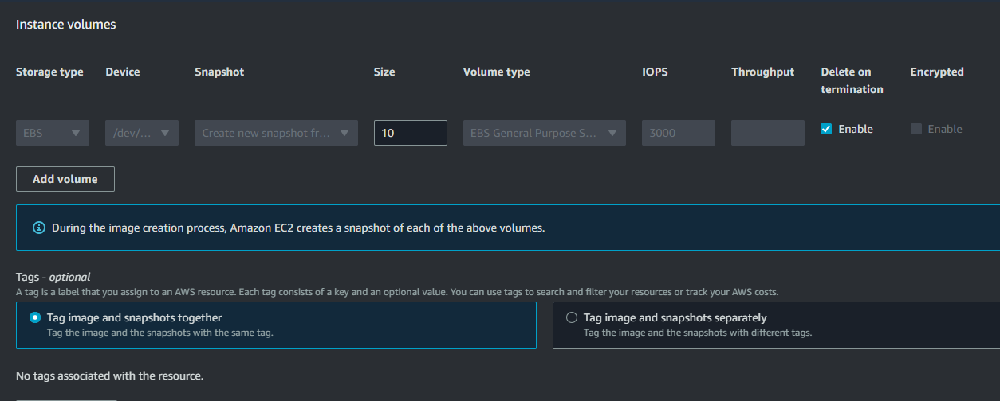 Instance volumes
Storage type Device Snapshot Size Volume type IOPS Throughput Delete on termination Encrypted
EBS /dev/... Create new snapshot fr... 10 EBS General Purpose S... 3000 Enable Enable
Add volume
During the image creation process, Amazon EC2 creates a snapshot of each of the above volumes.
Tags - optional
A tag is a label that you assign to an AWS resource. Each tag consists of a key and an optional value. You can use tags to search and filter your resources or track your AWS costs.
Tag image and snapshots together Tag image and snapshots separately
Tag the image and the snapshots with the same tag. Tag the image and the snapshots with different tags.
No tags associated with the resource.